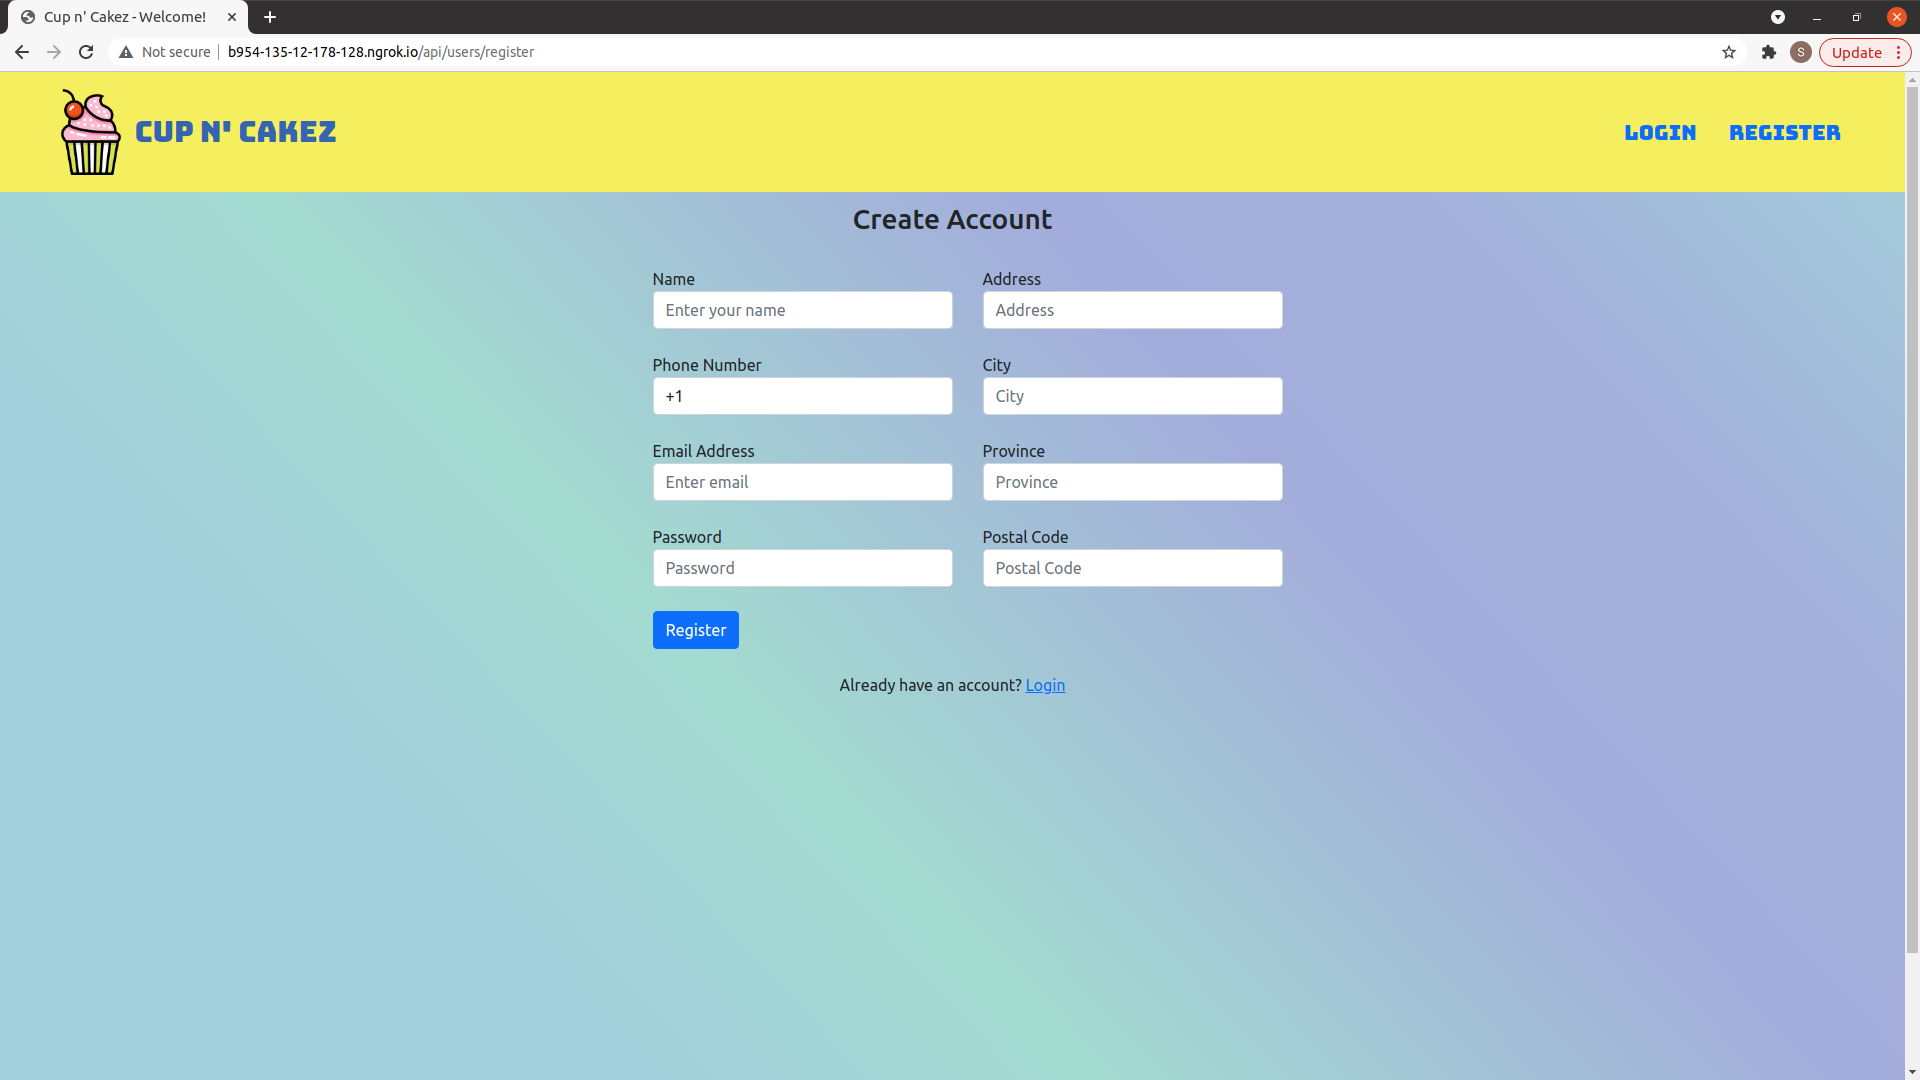 Cup n' Cakez - Welcome!
Not secure b954-135-12-178-128.ngrok.io/api/users/register S Update
CUP N' CAKEZ LOGIN REGISTER
Create Account
Name Address
Enter your name Address
Phone Number City
+1 City
Email Address Province
Enter email Province
Password Postal Code
Password Postal Code
Register
Already have an account? Login